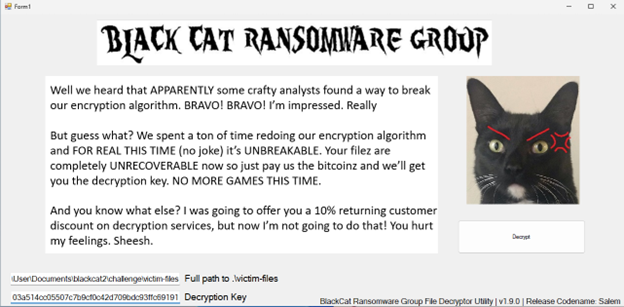 Form1
BLACK CAT RANSOMWARE GROUP
Well we heard that APPARENTLY some crafty analysts found a way to break
our encryption algorithm. BRAVO! BRAVO! I'm impressed. Really
But guess what? We spent a ton of time redoing our encryption algorithm
and FOR REAL THIS TIME (no joke) it's UNBREAKABLE. Your filez are
completely UNRECOVERABLE now so just pay us the bitcoinz and we'll get
you the decryption key. NO MORE GAMES THIS TIME.
And you know what else? I was going to offer you a 10% returning customer
discount on decryption services, but now I'm not going to do that! You hurt
my feelings. Sheesh.
Decrypt
\User\Documents\blackcat2\challenge\victim-files Full path to .\victim-files
03a514cc05507c7b9cf0c42d709bdc93ffc69191 Decryption Key
BlackCat Ransomware Group File Decryptor Utility | v1.9.0 | Release Codename: Salem